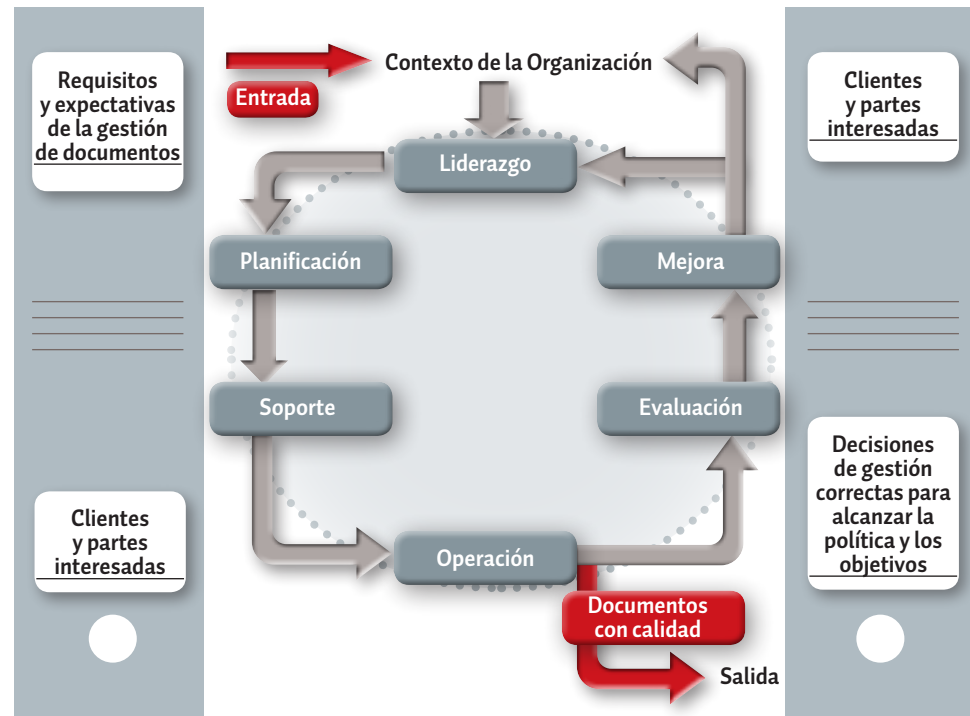 Requisitos
y expectativas
de la gestión
de documentos
Clientes
y partes
interesadas
Entrada
Contexto de la Organización
Liderazgo
Planificación
Mejora
Soporte
Evaluación
Operación
Documentos
con calidad
Salida
Clientes
y partes
interesadas
Decisiones
de gestión
correctas para
alcanzar la
política y los
objetivos